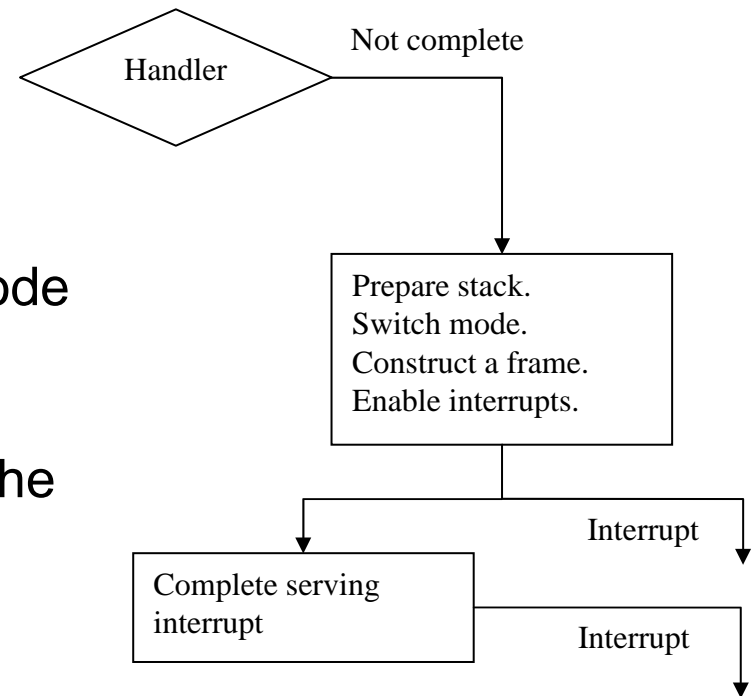 Not complete
Handler
ode
Prepare stack.
Switch mode.
Construct a frame.
Enable interrupts.
he
Interrupt
Complete serving
interrupt
Interrupt